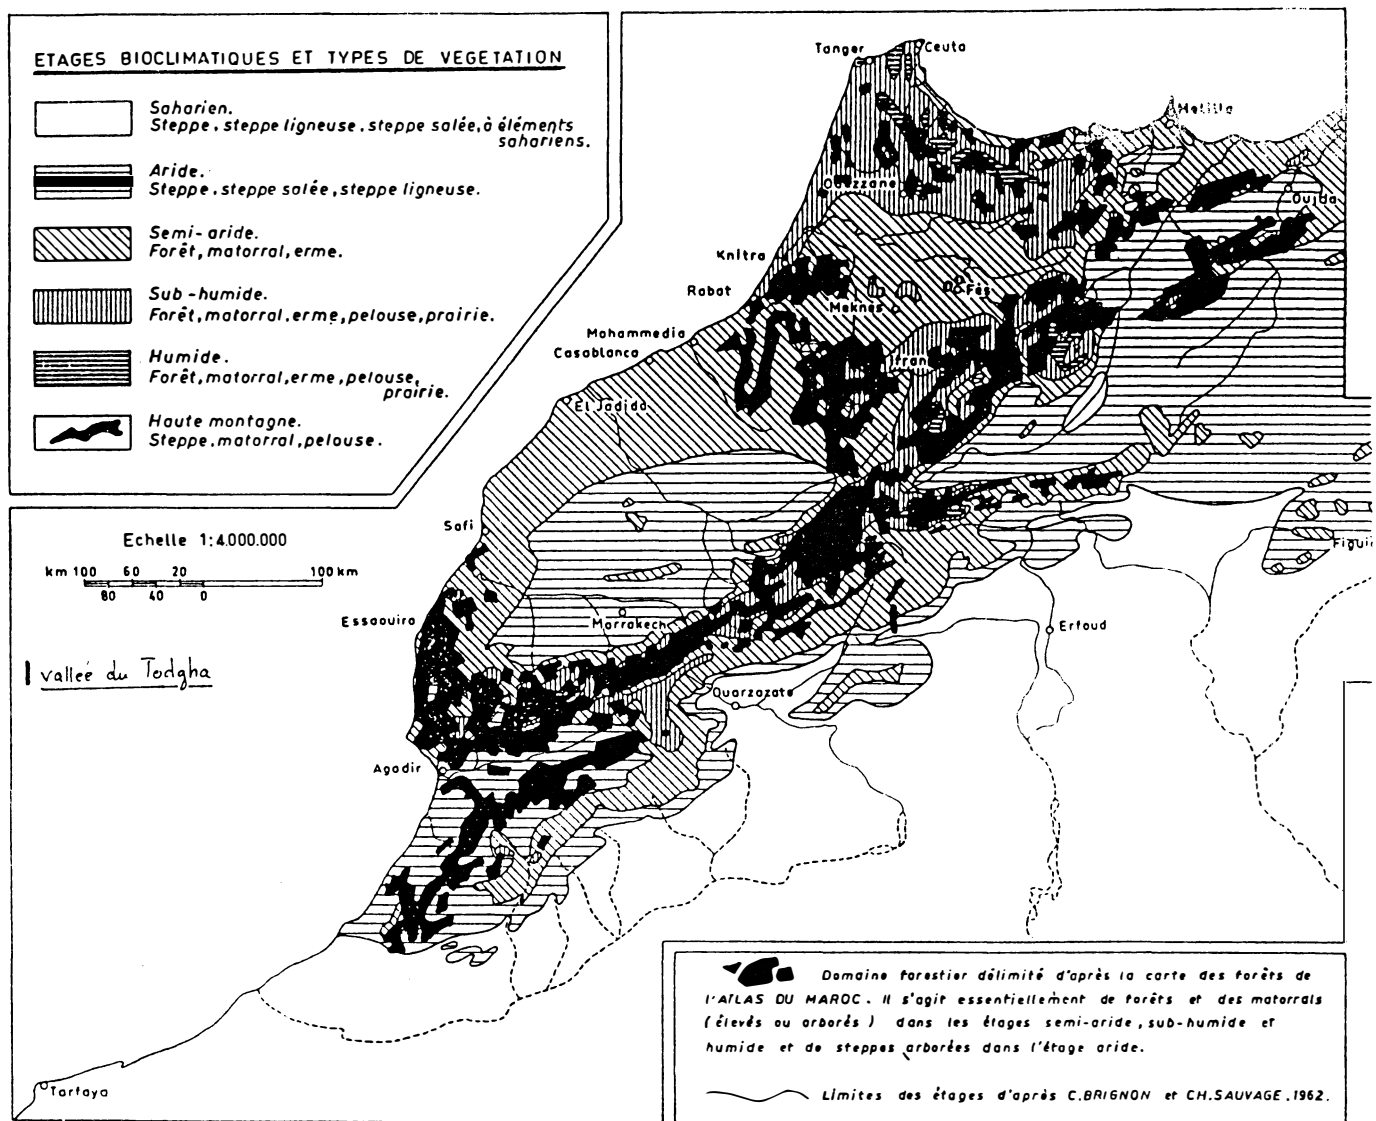 ETAGES BIOCLIMATIQUES ET TYPES DE VEGETATION
Saharien.
Steppe, steppe ligneuse, steppe salée, à éléments
sahariens.
Aride.
Steppe, steppe salée, steppe ligneuse.
Semi-aride.
Forêt, matorral, erme.
Sub-humide.
Forêt, matorral, erme, pelouse, prairie.
Humide.
Forêt, matorral, erme, pelouse,
prairie.
Haute montagne.
Steppe, matorral, pelouse.
Echelle 1:4.000.000
km 100 60 20 100 km
80 40 0
Vallée du Todgha
Tanger
Ceuta
Melilla
Ouezzane
Oujda
Knitra
Rabat
Fès
Meknès
Mohammedia
Casablanca
Ifran
El Jadida
Safi
Figui
Essaouira
Marrakech
Erfoud
Ouarzazate
Agadir
Tarfaya
Domaine forestier délimité d'après la carte des forêts de
l'ATLAS DU MAROC. Il s'agit essentiellement de forêts et des matorrals
(élevés ou arborés) dans les étages semi-aride, sub-humide et
humide et de steppes arborées dans l'étage aride.
Limites des étages d'après C.BRIGNON et CH.SAUVAGE.1962.